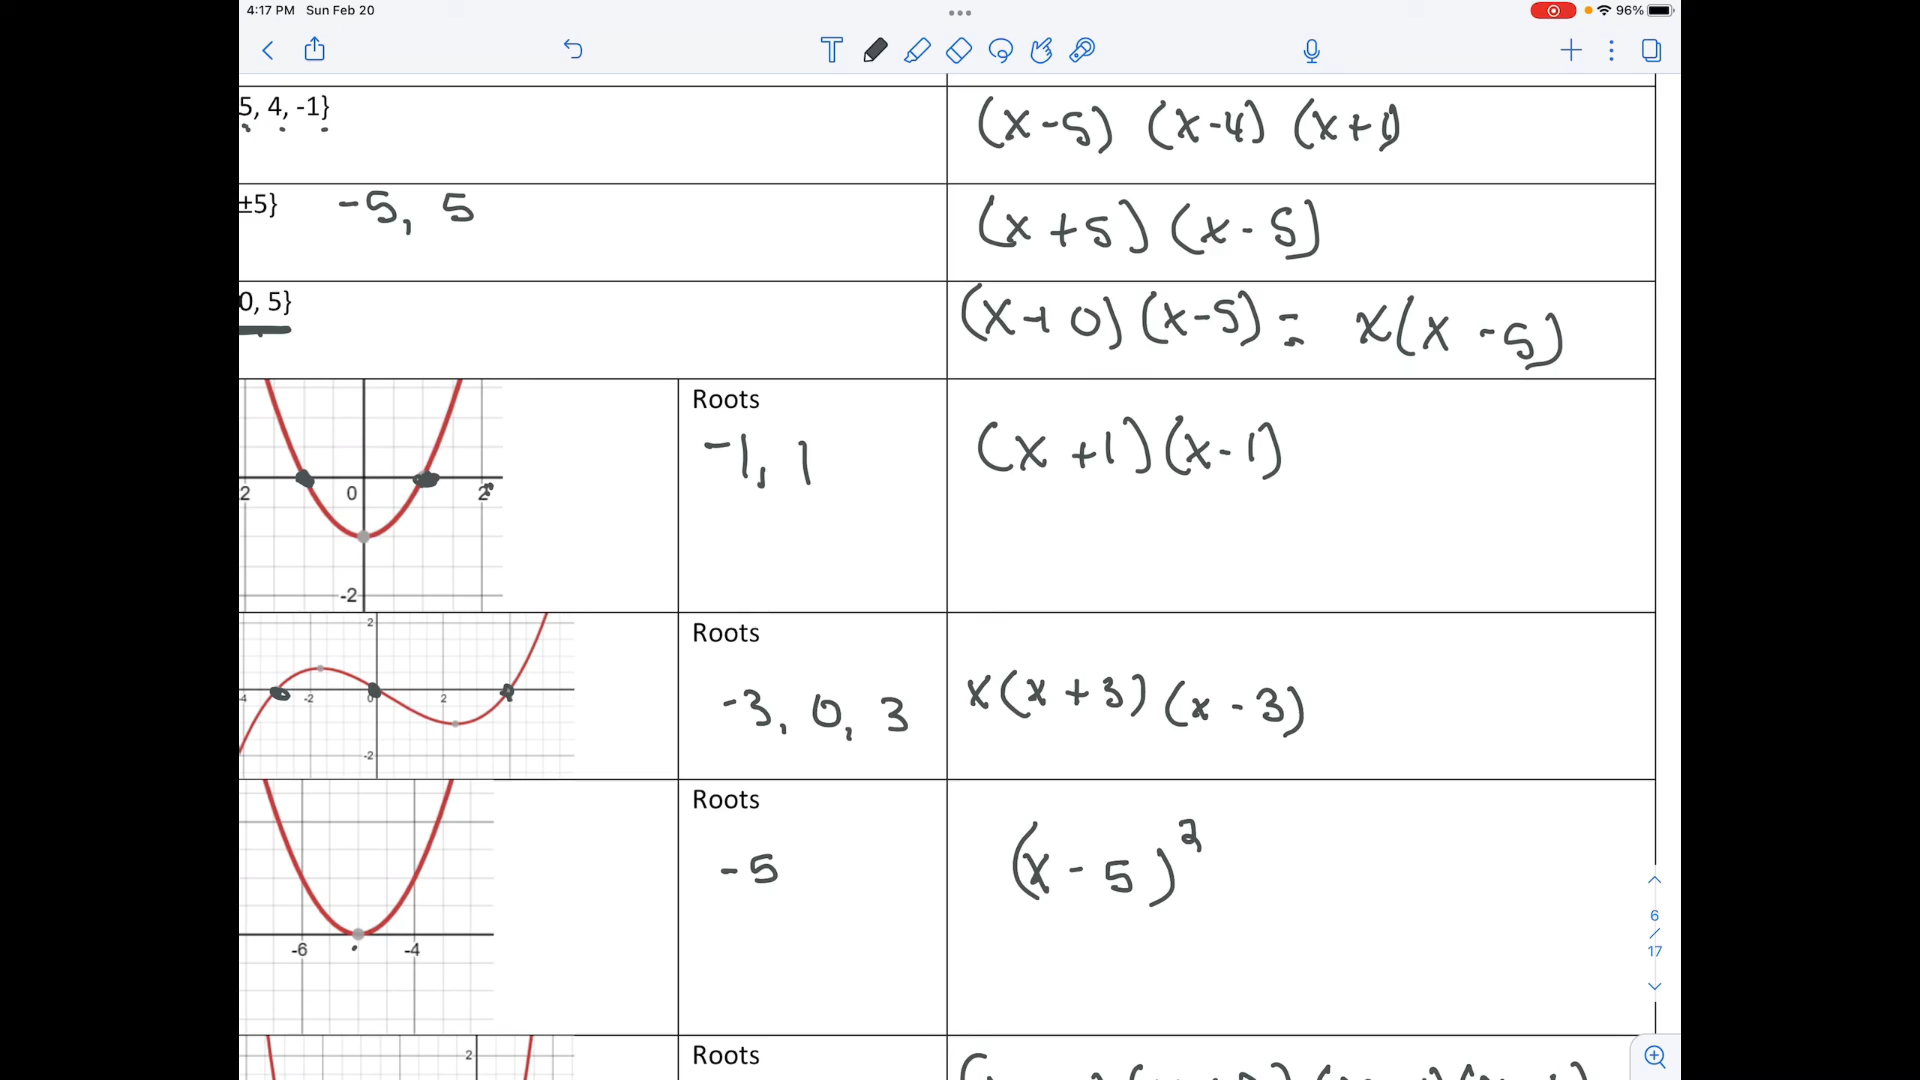 4:17 PM Sun Feb 20
96%
T
5, 4, -1}
(x-5) (x-4) (x+1)
±5} -5, 5
(x+5)(x-5)
0, 5}
(x+0)(x-5) = x(x-5)
Roots
-1, 1
(x+1)(x-1)
2 0 2
-2
Roots
-3, 0, 3
x(x+3)(x-3)
2
4 -2 0 2
-2
Roots
-5
(x-5)²
-6 -4
6
/
17
Roots
2